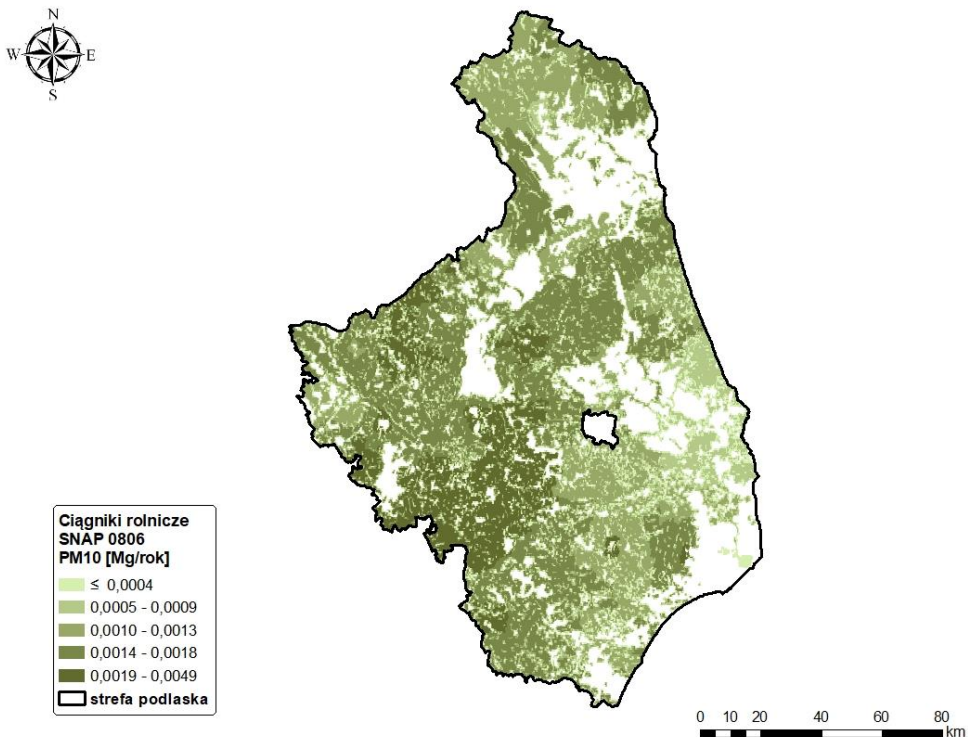 N
W E
S
Ciągniki rolnicze
SNAP 0806
PM10 [Mg/rok]
≤ 0,0004
0,0005 - 0,0009
0,0010 - 0,0013
0,0014 - 0,0018
0,0019 - 0,0049
strefa podlaska
0 10 20 40 60 80
km